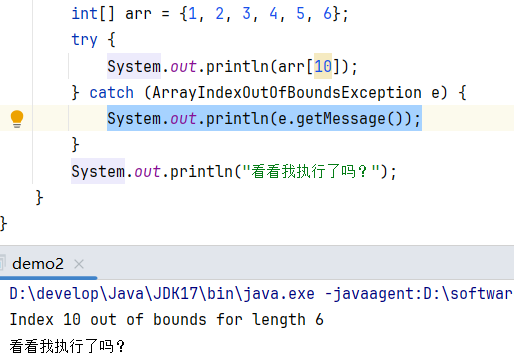 int[] arr = {1, 2, 3, 4, 5, 6};
try {
System.out.println(arr[10]);
} catch (ArrayIndexOutOfBoundsException e) {
System.out.println(e.getMessage());
}
System.out.println("看看我执行了吗？");
}
}
demo2
D:\develop\Java\JDK17\bin\java.exe -javaagent:D:\softwar
Index 10 out of bounds for length 6
看看我执行了吗？